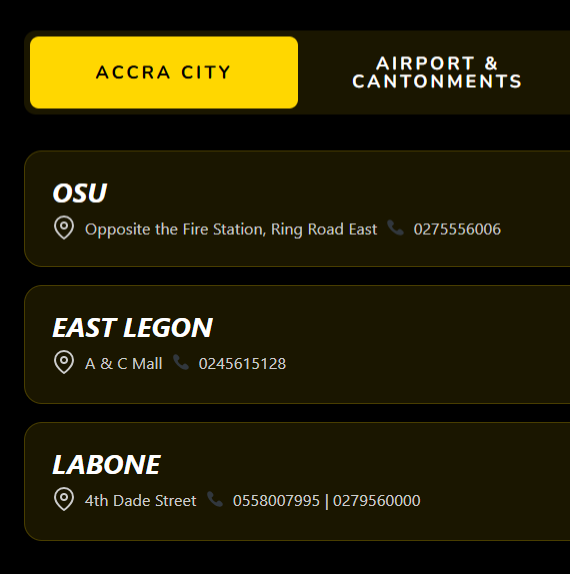 ACCRA CITY
AIRPORT &
CANTONMENTS
OSU
Opposite the Fire Station, Ring Road East 0275556006
EAST LEGON
A & C Mall 0245615128
LABONE
4th Dade Street 0558007995 | 0279560000